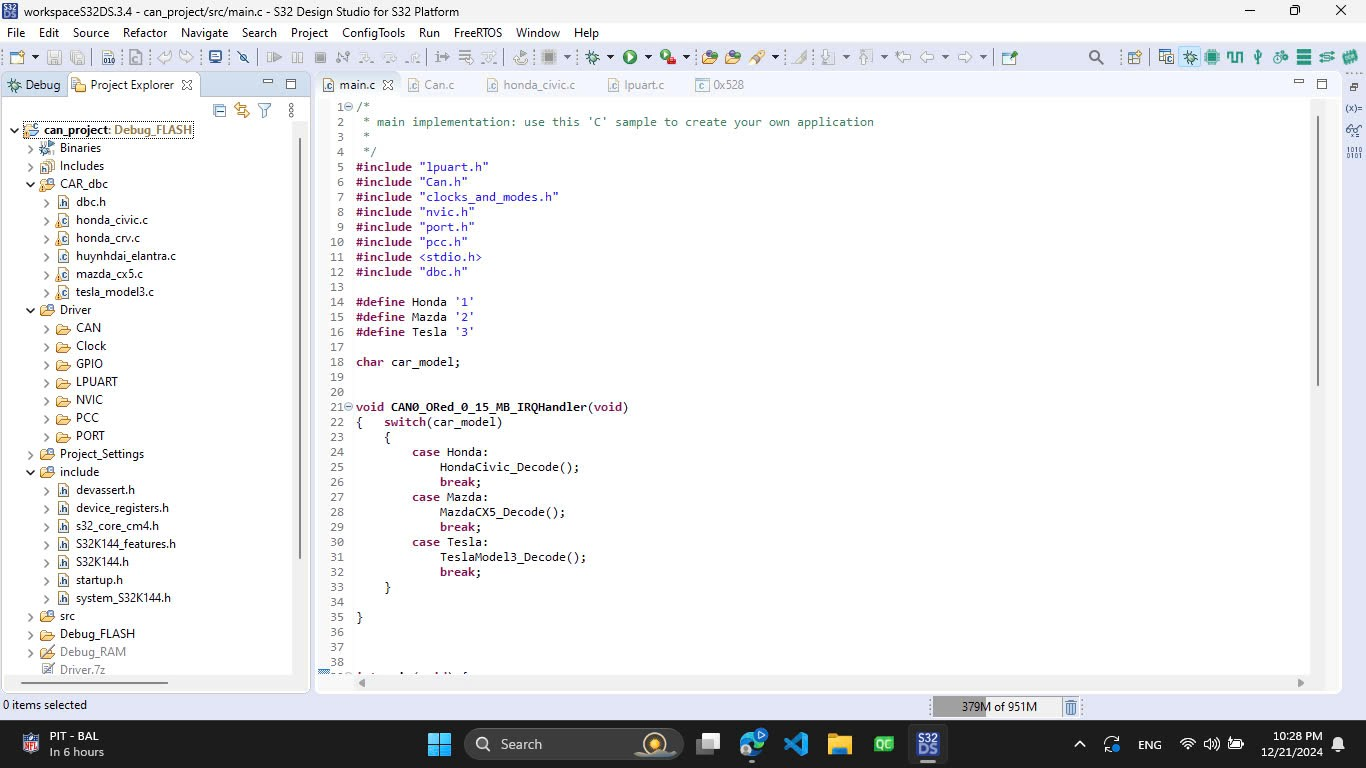 workspaceS32DS.3.4 - can_project/src/main.c - S32 Design Studio for S32 Platform
File Edit Source Refactor Navigate Search Project ConfigTools Run FreeRTOS Window Help
Debug Project Explorer main.c Can.c honda_civic.c lpuart.c 0x528
can_project: Debug_FLASH
Binaries
Includes
CAR_dbc
dbc.h
honda_civic.c
honda_crv.c
huynhdai_elantra.c
mazda_cx5.c
tesla_model3.c
Driver
CAN
Clock
GPIO
LPUART
NVIC
PCC
PORT
Project_Settings
include
devassert.h
device_registers.h
s32_core_cm4.h
S32K144_features.h
S32K144.h
startup.h
system_S32K144.h
src
Debug_FLASH
Debug_RAM
Driver.7z
1 /*
2 * main implementation: use this 'C' sample to create your own application
3 *
4 */
5 #include "lpuart.h"
6 #include "Can.h"
7 #include "clocks_and_modes.h"
8 #include "nvic.h"
9 #include "port.h"
10 #include "pcc.h"
11 #include <stdio.h>
12 #include "dbc.h"
13
14 #define Honda '1'
15 #define Mazda '2'
16 #define Tesla '3'
17
18 char car_model;
19
20
21 void CAN0_ORed_0_15_MB_IRQHandler(void)
22 { switch(car_model)
23 {
24 case Honda:
25 HondaCivic_Decode();
26 break;
27 case Mazda:
28 MazdaCX5_Decode();
29 break;
30 case Tesla:
31 TeslaModel3_Decode();
32 break;
33 }
34
35 }
36
37
38
0 items selected
379M of 951M
PIT - BAL
In 6 hours
Search
ENG
10:28 PM
12/21/2024